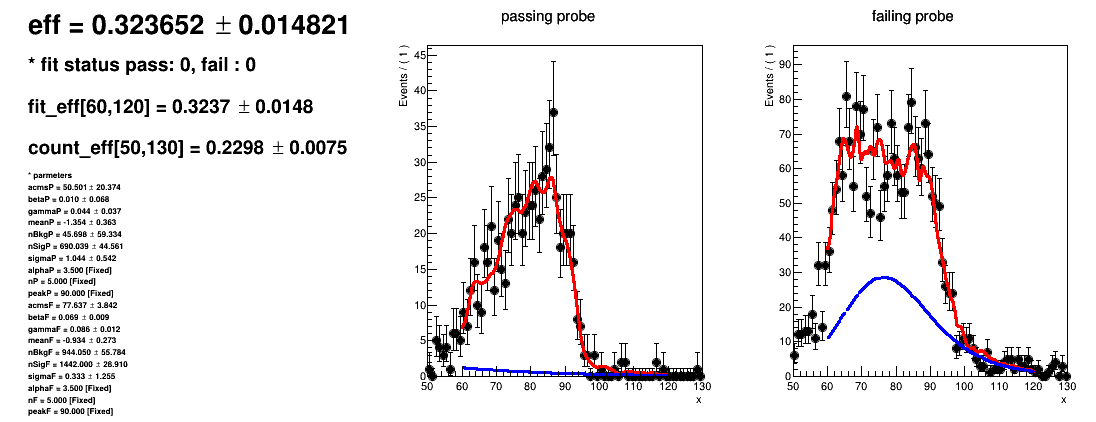 eff = 0.323652 ± 0.014821
* fit status pass: 0, fail : 0
fit_eff[60,120] = 0.3237 ± 0.0148
count_eff[50,130] = 0.2298 ± 0.0075
* parmeters
acmsP = 50.501 ± 20.374
betaP = 0.010 ± 0.068
gammaP = 0.044 ± 0.037
meanP = -1.354 ± 0.363
nBkgP = 45.698 ± 59.334
nSigP = 690.039 ± 44.561
sigmaP = 1.044 ± 0.542
alphaP = 3.500 [Fixed]
nP = 5.000 [Fixed]
peakP = 90.000 [Fixed]
acmsF = 77.637 ± 3.842
betaF = 0.069 ± 0.009
gammaF = 0.086 ± 0.012
meanF = -0.934 ± 0.273
nBkgF = 944.050 ± 55.784
nSigF = 1442.000 ± 28.910
sigmaF = 0.333 ± 1.255
alphaF = 3.500 [Fixed]
nF = 5.000 [Fixed]
peakF = 90.000 [Fixed]
passing probe
Events / ( 1 )
45
40
35
30
25
20
15
10
5
0
50 60 70 80 90 100 110 120 130
x
failing probe
Events / ( 1 )
90
80
70
60
50
40
30
20
10
0
50 60 70 80 90 100 110 120 130
x